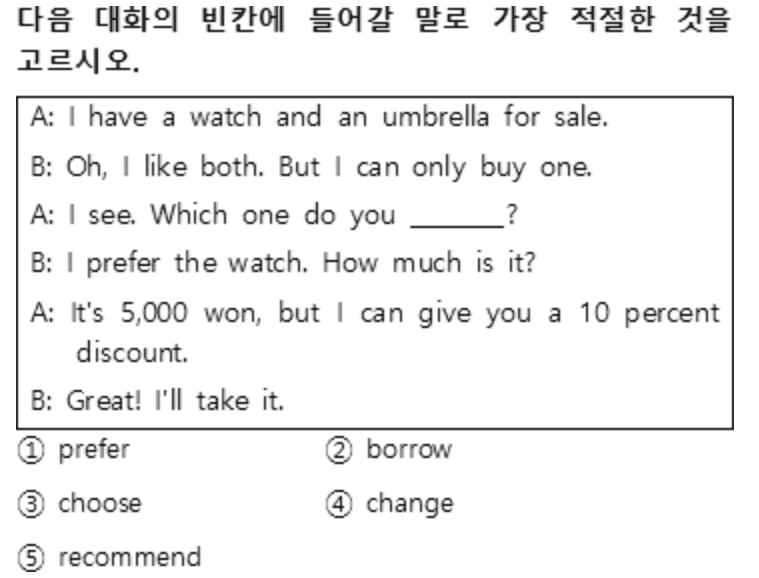 다음 대화의 빈칸에 들어갈 말로 가장 적절한 것을
고르시오.
A: I have a watch and an umbrella for sale.
B: Oh, I like both. But I can only buy one.
A: I see. Which one do you _______?
B: I prefer the watch. How much is it?
A: It's 5,000 won, but I can give you a 10 percent
discount.
B: Great! I'll take it.
① prefer ② borrow
③ choose ④ change
⑤ recommend